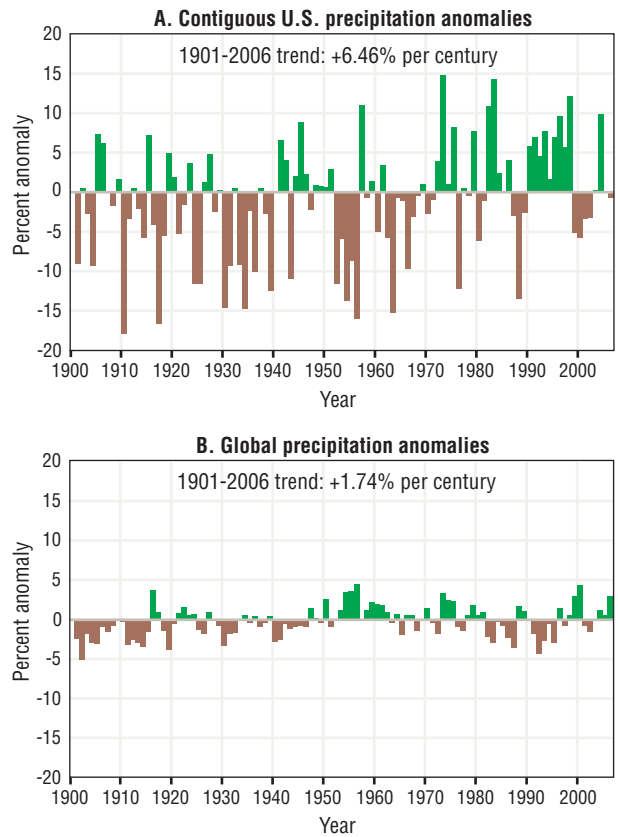 A. Contiguous U.S. precipitation anomalies
1901-2006 trend: +6.46% per century
Percent anomaly
20
15
10
5
0
-5
-10
-15
-20
1900 1910 1920 1930 1940 1950 1960 1970 1980 1990 2000
Year
B. Global precipitation anomalies
1901-2006 trend: +1.74% per century
Percent anomaly
20
15
10
5
0
-5
-10
-15
-20
1900 1910 1920 1930 1940 1950 1960 1970 1980 1990 2000
Year